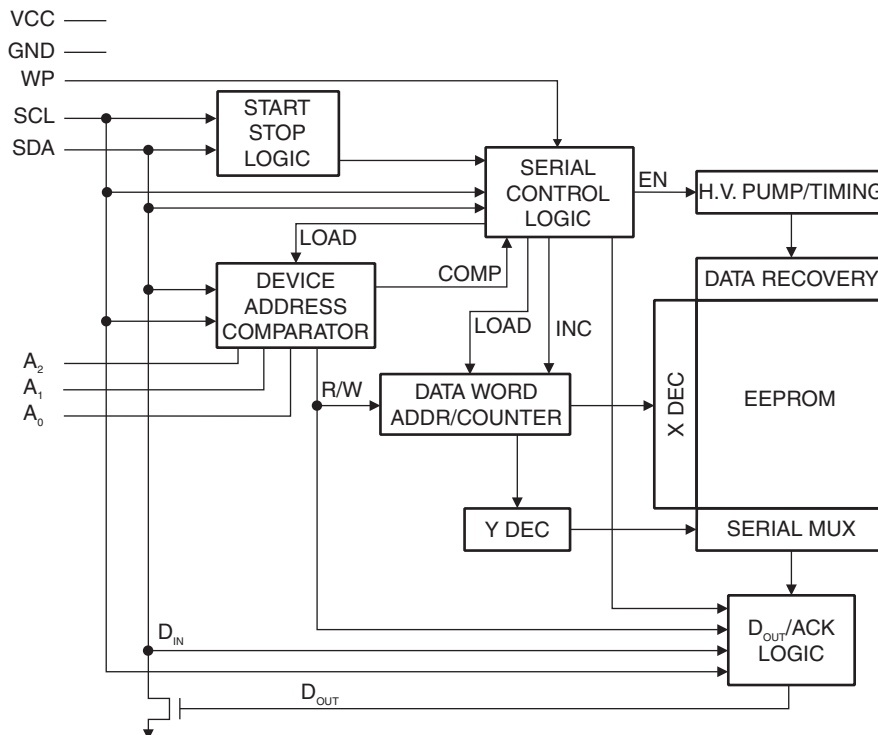 VCC
GND
WP
SCL
SDA
START
STOP
LOGIC
SERIAL
CONTROL
LOGIC
EN
H.V. PUMP/TIMING
LOAD
COMP
DEVICE
ADDRESS
COMPARATOR
DATA RECOVERY
LOAD
INC
A2
A1
A0
R/W
DATA WORD
ADDR/COUNTER
X DEC
EEPROM
Y DEC
SERIAL MUX
DIN
DOUT/ACK
LOGIC
DOUT